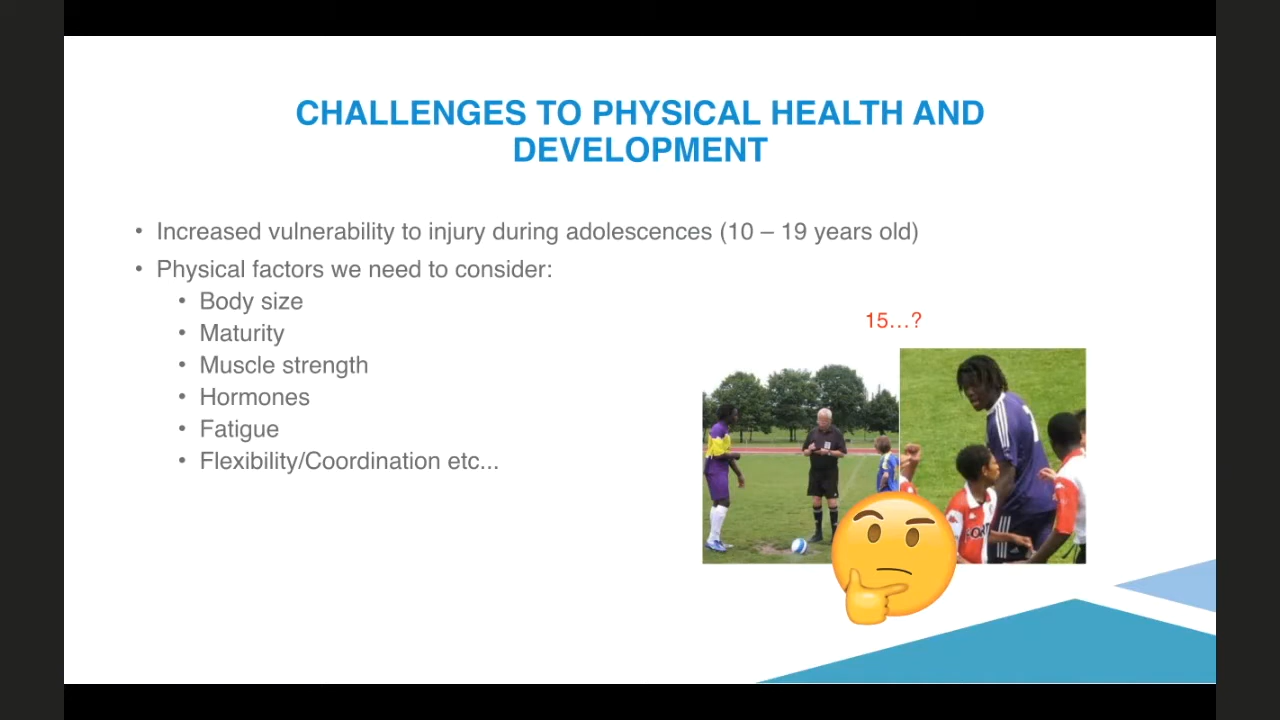 CHALLENGES TO PHYSICAL HEALTH AND
DEVELOPMENT
• Increased vulnerability to injury during adolescences (10 – 19 years old)
• Physical factors we need to consider:
• Body size
• Maturity
• Muscle strength
• Hormones
• Fatigue
• Flexibility/Coordination etc...
15…?